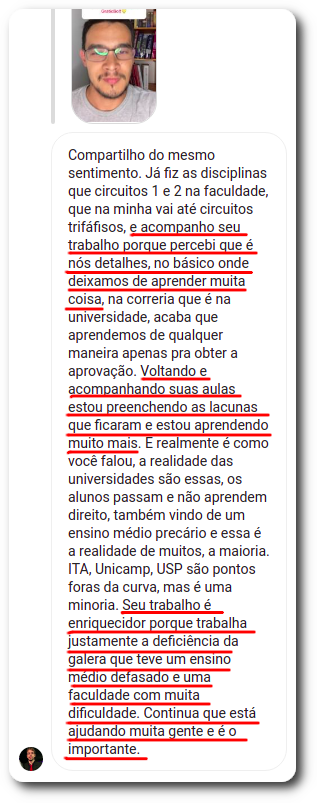 Compartilho do mesmo
sentimento. Já fiz as disciplinas
que circuitos 1 e 2 na faculdade,
que na minha vai até circuitos
trifáfisos, e acompanho seu
trabalho porque percebi que é
nós detalhes, no básico onde
deixamos de aprender muita
coisa, na correria que é na
universidade, acaba que
aprendemos de qualquer
maneira apenas pra obter a
aprovação. Voltando e
acompanhando suas aulas
estou preenchendo as lacunas
que ficaram e estou aprendendo
muito mais. E realmente é como
você falou, a realidade das
universidades são essas, os
alunos passam e não aprendem
direito, também vindo de um
ensino médio precário e essa é
a realidade de muitos, a maioria.
ITA, Unicamp, USP são pontos
foras da curva, mas é uma
minoria. Seu trabalho é
enriquecidor porque trabalha
justamente a deficiência da
galera que teve um ensino
médio defasado e uma
faculdade com muita
dificuldade. Continua que está
ajudando muita gente e é o
importante.